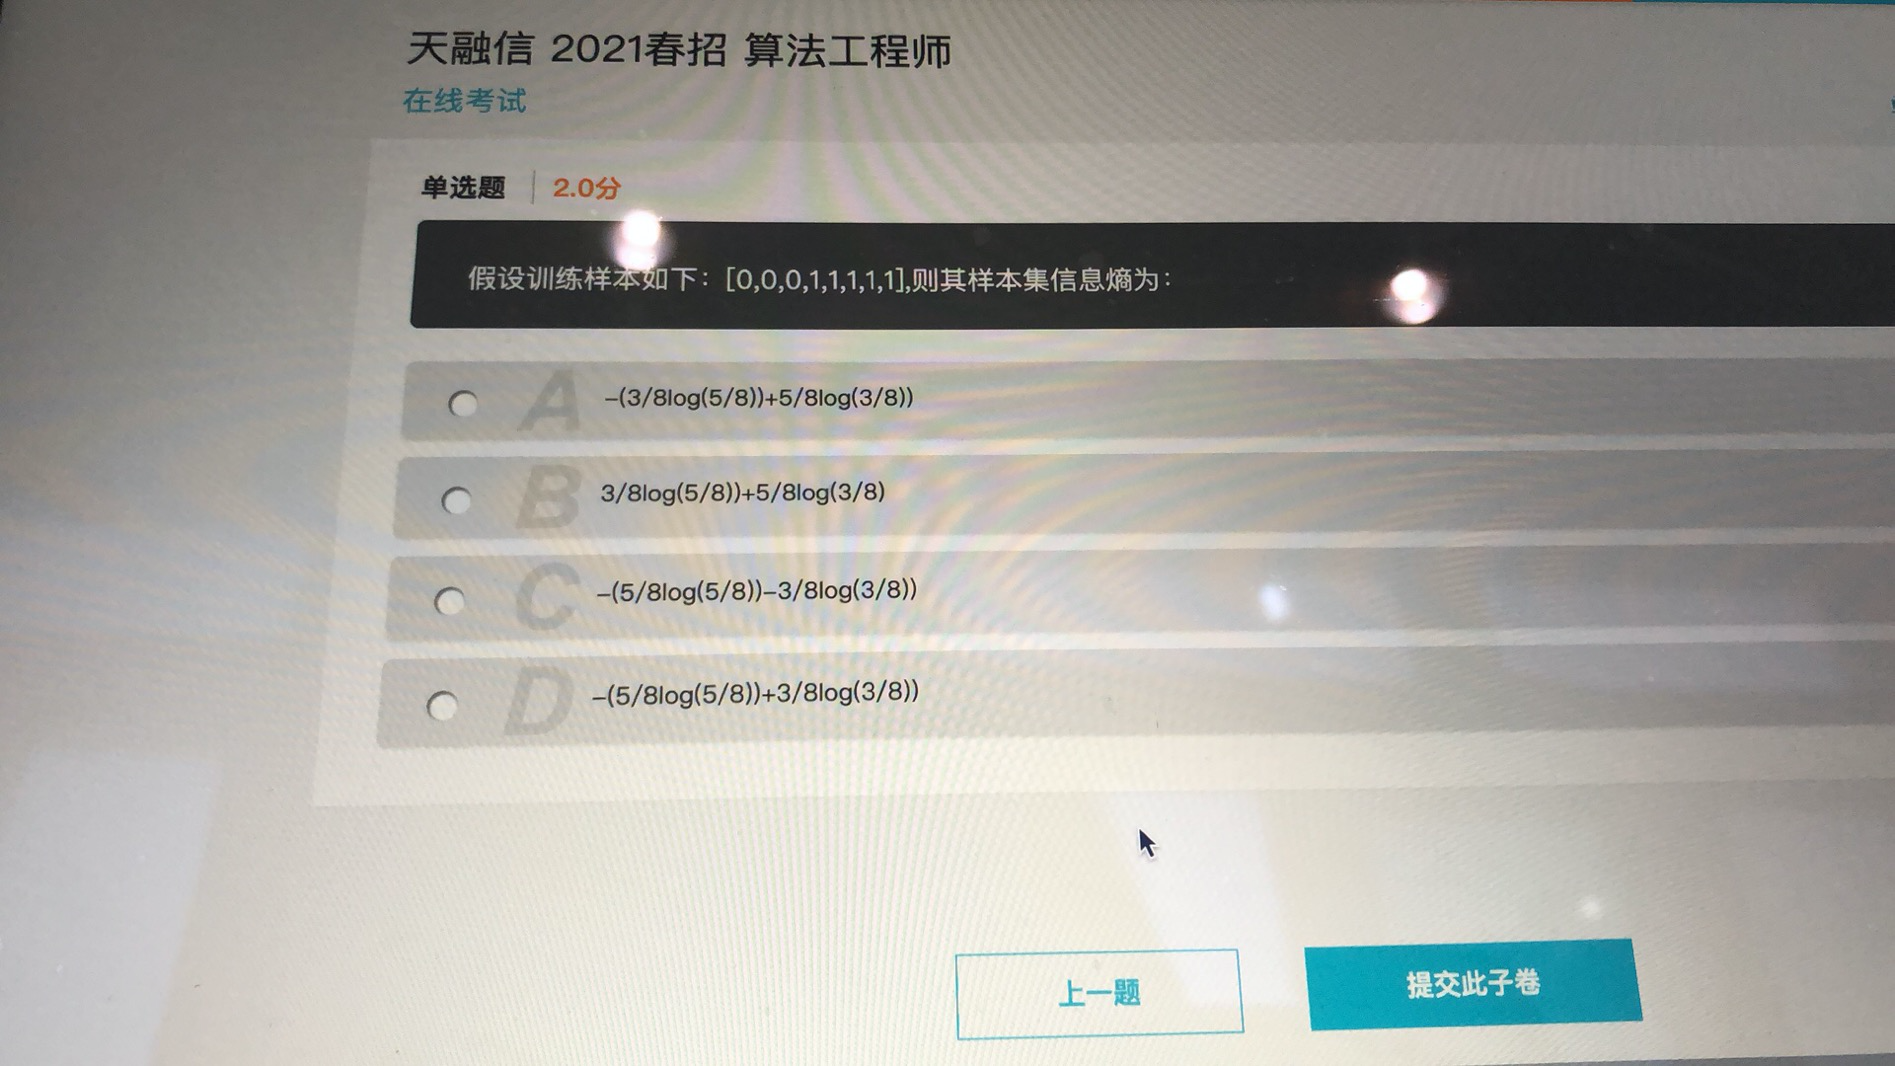 天融信 2021春招 算法工程师
在线考试
单选题 2.0分
假设训练样本如下：[0,0,0,1,1,1,1,1],则其样本集信息熵为：
A -(3/8log(5/8))+5/8log(3/8))
B 3/8log(5/8))+5/8log(3/8)
C -(5/8log(5/8))-3/8log(3/8))
D -(5/8log(5/8))+3/8log(3/8))
上一题 提交此子卷